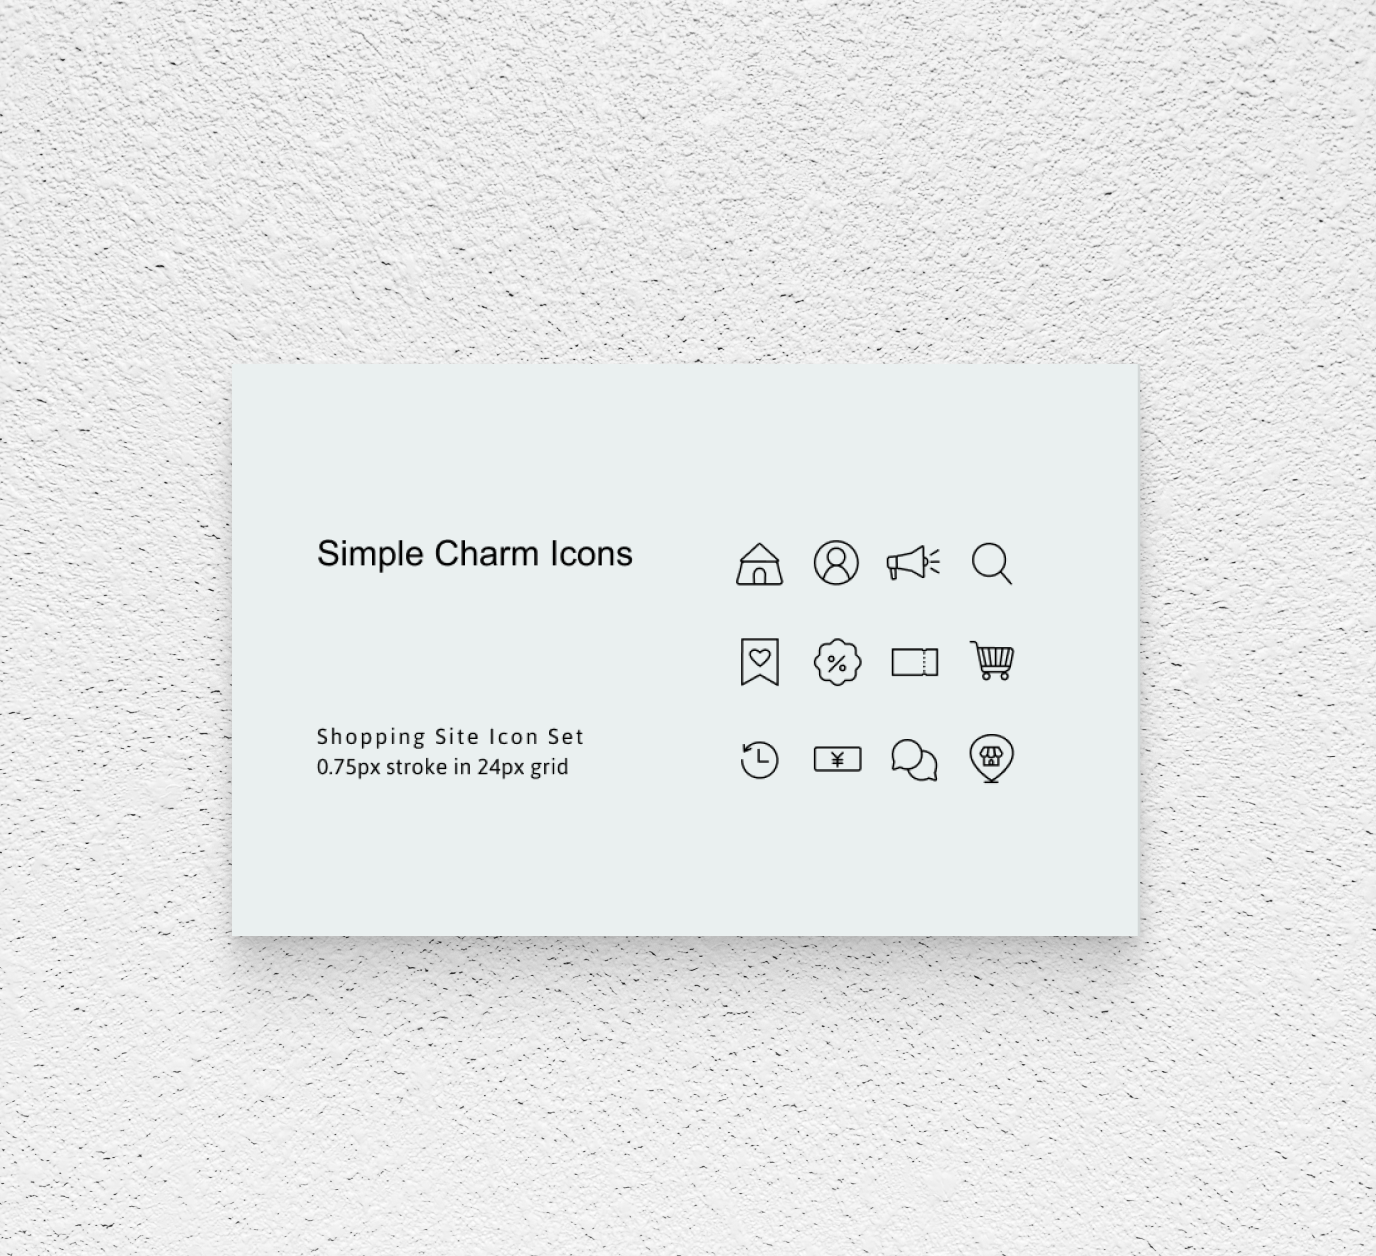 Simple Charm Icons
Shopping Site Icon Set
0.75px stroke in 24px grid
%
¥